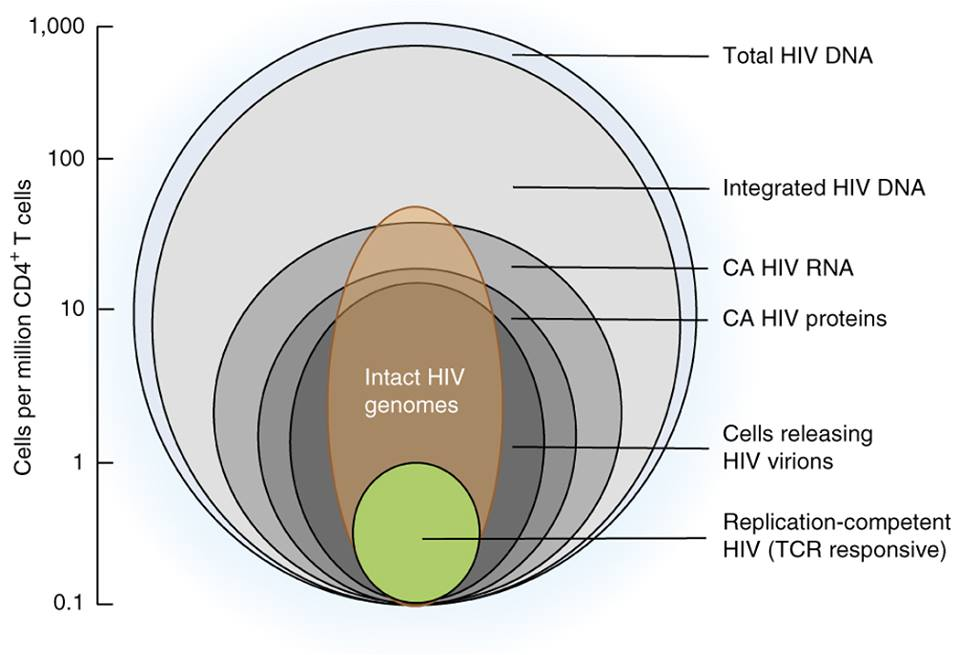 1,000
100
10
1
0.1
Cells per million CD4⁺ T cells
Total HIV DNA
Integrated HIV DNA
CA HIV RNA
CA HIV proteins
Intact HIV
genomes
Cells releasing
HIV virions
Replication-competent
HIV (TCR responsive)